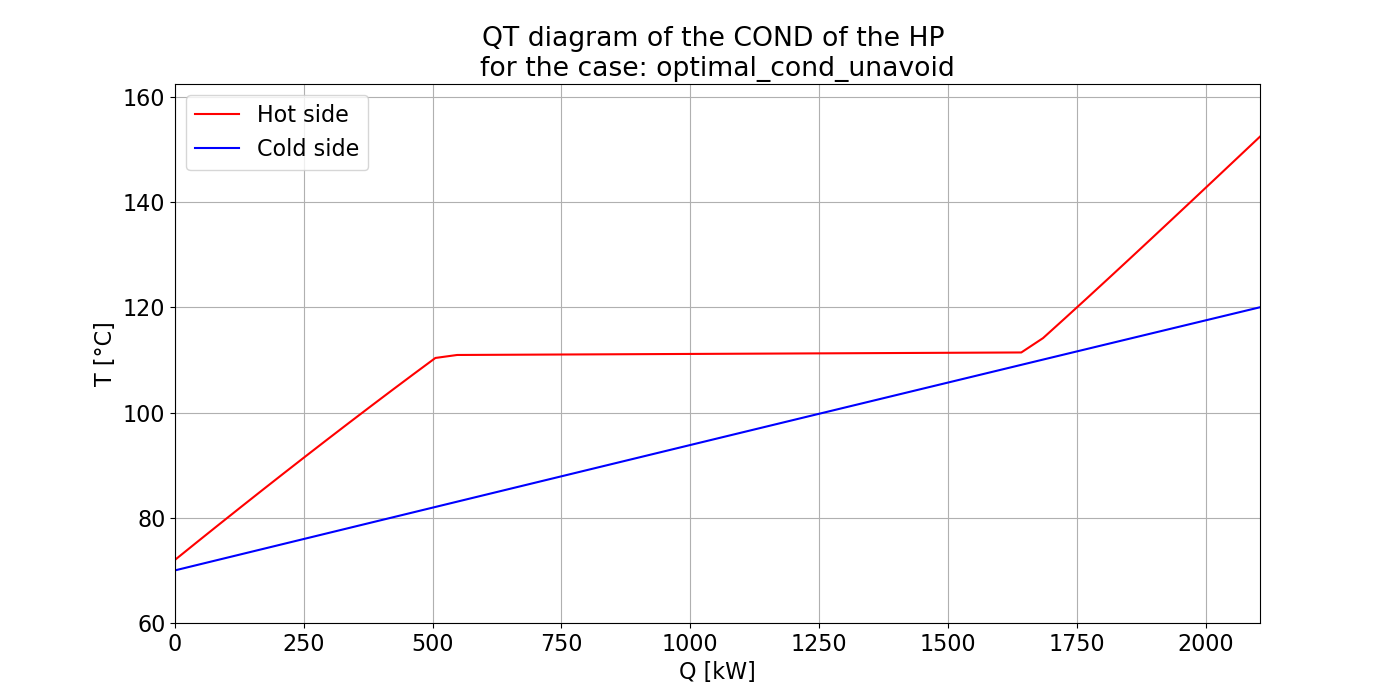 QT diagram of the COND of the HP
for the case: optimal_cond_unavoid
Hot side
Cold side
T [°C]
160
140
120
100
80
60
0 250 500 750 1000 1250 1500 1750 2000
Q [kW]